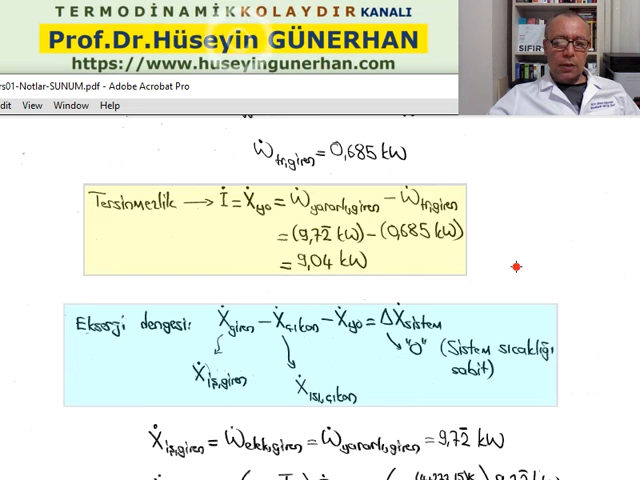 TERMODİNAMİKKOLAYDIR KANALI
Prof.Dr.Hüseyin GÜNERHAN
https://www.huseyingunerhan.com
rs01-Notlar-SUNUM.pdf - Adobe Acrobat Pro
dit View Window Help
Ẇtr,giren = 0,685 kW
Tersinmezlik → İ = Ẋyo = Ẇyararlı,giren - Ẇtr,giren
= (9,72 kW) - (0,685 kW)
= 9,04 kW
Ekserji dengesi: Ẋgiren - Ẋçıkan - Ẋyo = ΔẊsistem
"0" (Sistem sıcaklığı
sabit)
Ẋiş,giren
Ẋısı,çıkan
Ẋiş,giren = Ẇelk,giren = Ẇyararlı,giren = 9,72 kW
SIFIR